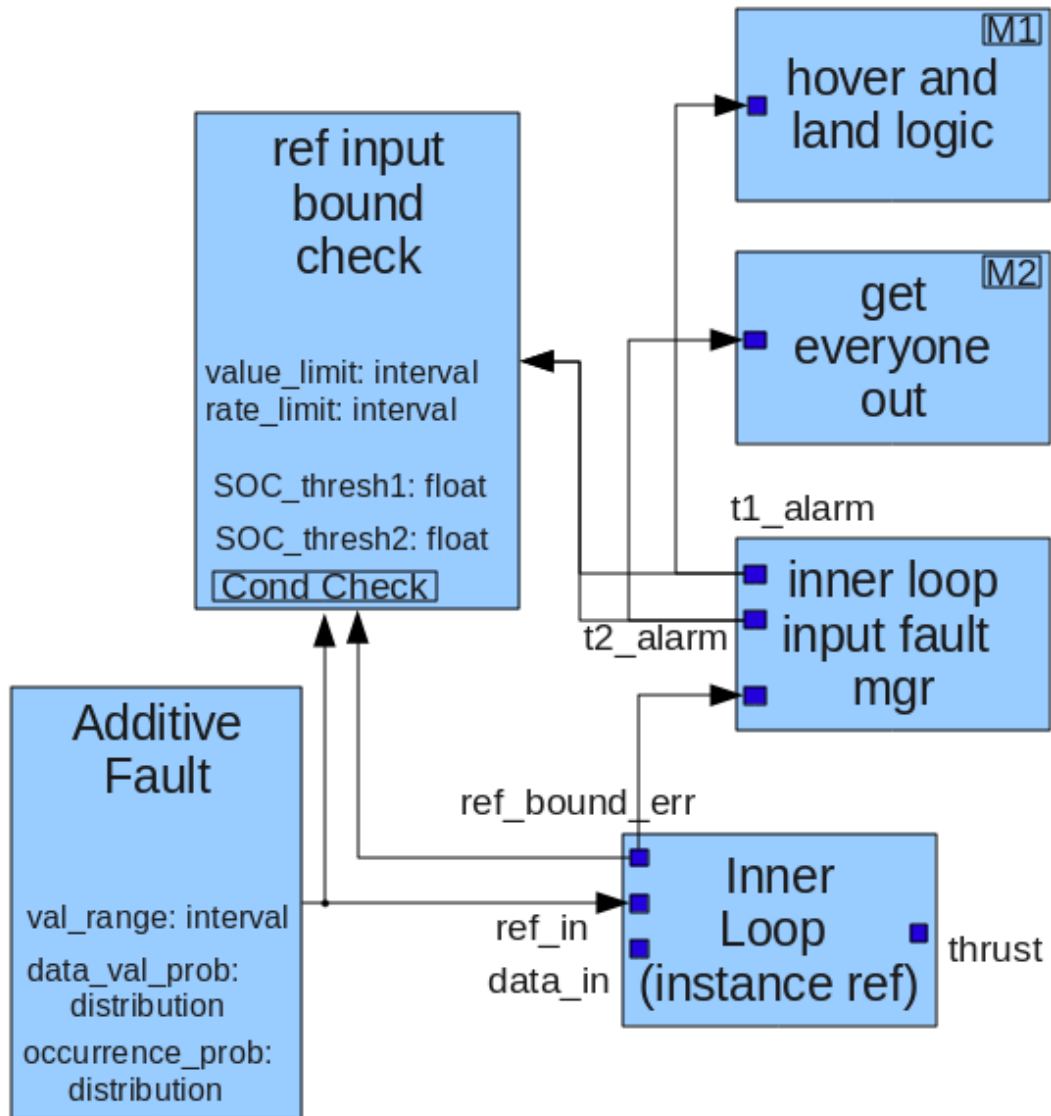 M1
hover and
land logic
ref input
bound
check
value_limit: interval
rate_limit: interval
SOC_thresh1: float
SOC_thresh2: float
Cond Check
M2
get
everyone
out
t1_alarm
inner loop
input fault
mgr
t2_alarm
Additive
Fault
val_range: interval
data_val_prob:
distribution
occurrence_prob:
distribution
ref_bound_err
ref_in
data_in
Inner
Loop
(instance ref)
thrust